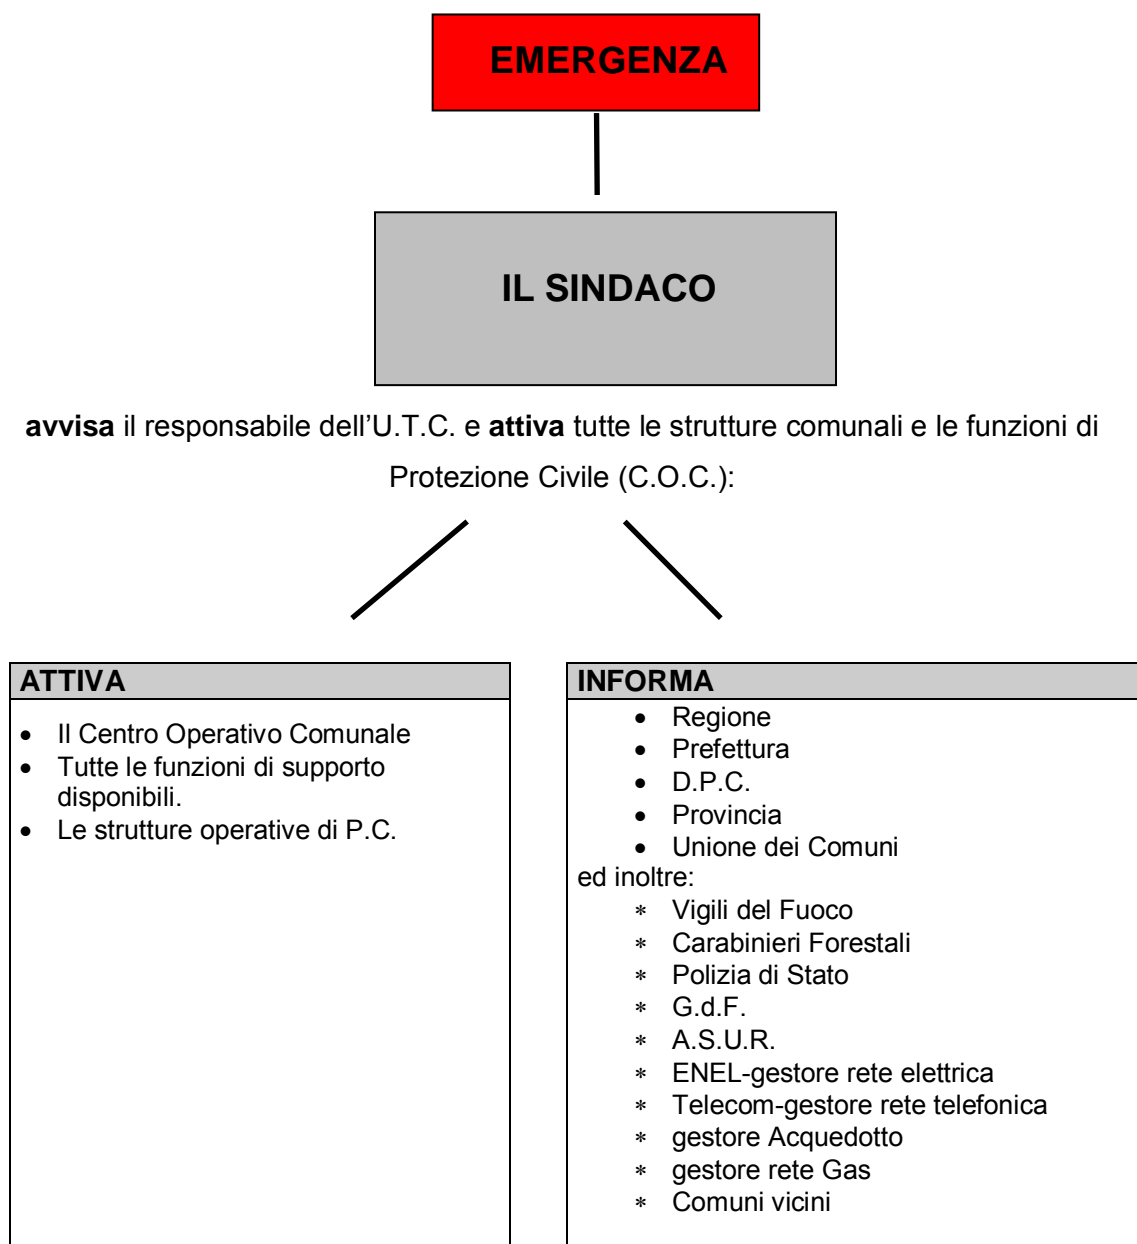 EMERGENZA
IL SINDACO
avvisa il responsabile dell’U.T.C. e attiva tutte le strutture comunali e le funzioni di
Protezione Civile (C.O.C.):
ATTIVA
• Il Centro Operativo Comunale
• Tutte le funzioni di supporto
disponibili.
• Le strutture operative di P.C.
INFORMA
• Regione
• Prefettura
• D.P.C.
• Provincia
• Unione dei Comuni
ed inoltre:
* Vigili del Fuoco
* Carabinieri Forestali
* Polizia di Stato
* G.d.F.
* A.S.U.R.
* ENEL-gestore rete elettrica
* Telecom-gestore rete telefonica
* gestore Acquedotto
* gestore rete Gas
* Comuni vicini